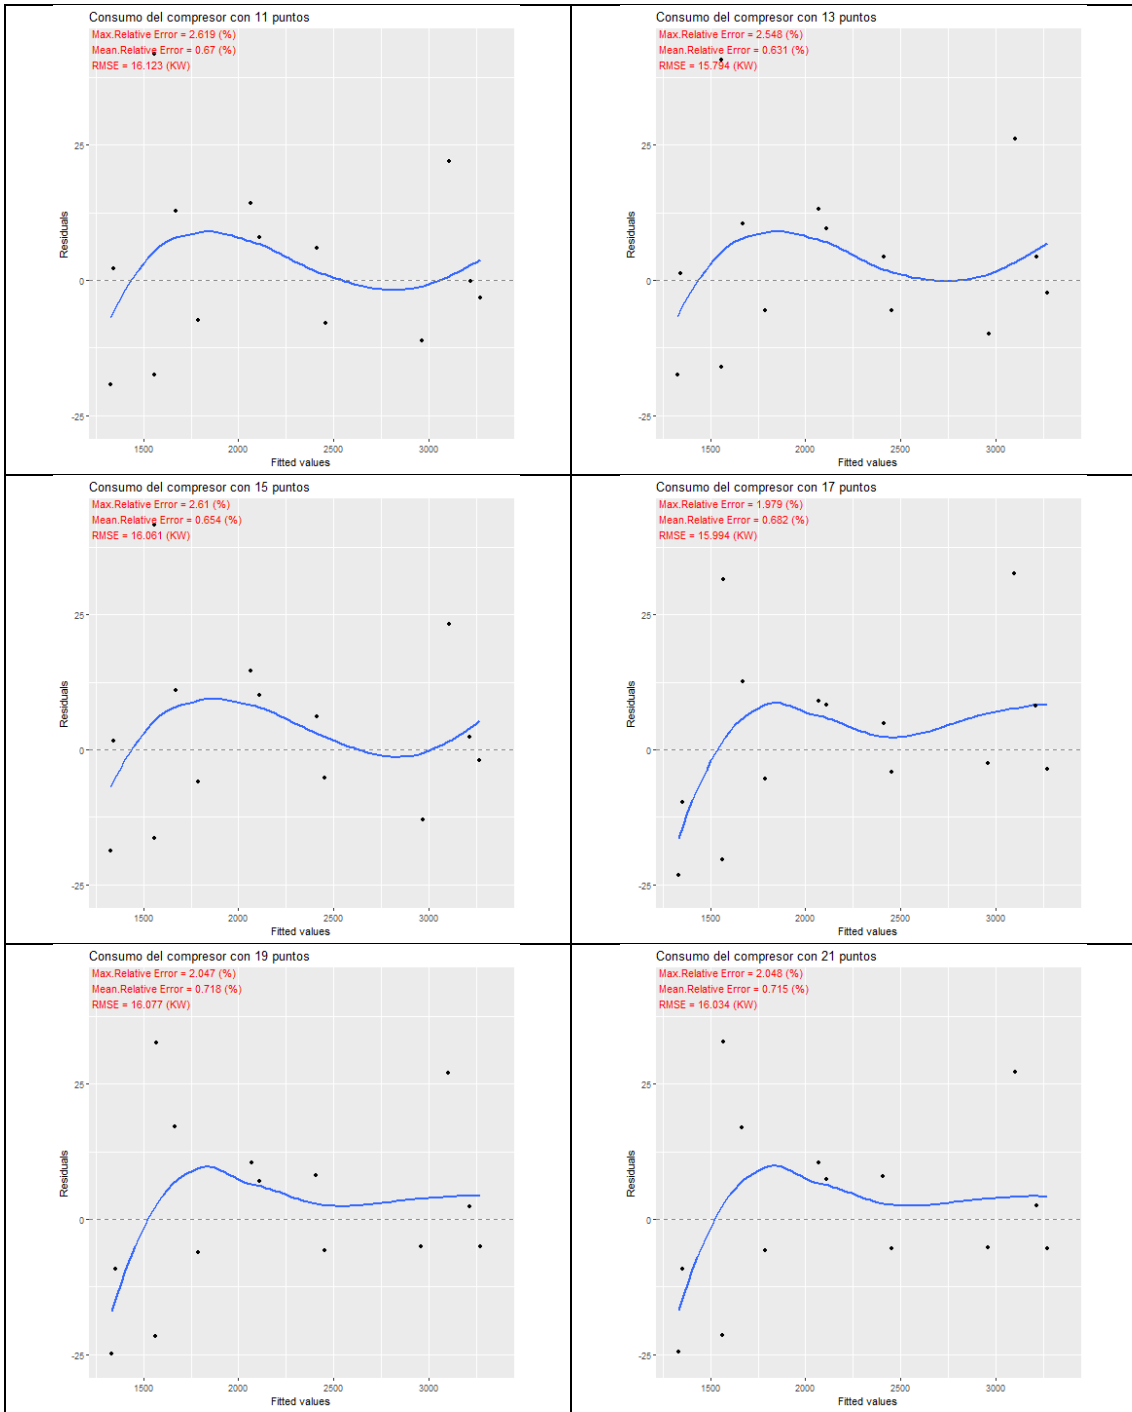 Consumo del compresor con 11 puntos
Max.Relative Error = 2.619 (%)
Mean.Relative Error = 0.67 (%)
RMSE = 16.123 (KW)
25
0
-25
Residuals
1500 2000 2500 3000
Fitted values
Consumo del compresor con 13 puntos
Max.Relative Error = 2.548 (%)
Mean.Relative Error = 0.631 (%)
RMSE = 15.794 (KW)
25
0
-25
Residuals
1500 2000 2500 3000
Fitted values
Consumo del compresor con 15 puntos
Max.Relative Error = 2.61 (%)
Mean.Relative Error = 0.654 (%)
RMSE = 16.061 (KW)
25
0
-25
Residuals
1500 2000 2500 3000
Fitted values
Consumo del compresor con 17 puntos
Max.Relative Error = 1.979 (%)
Mean.Relative Error = 0.682 (%)
RMSE = 15.994 (KW)
25
0
-25
Residuals
1500 2000 2500 3000
Fitted values
Consumo del compresor con 19 puntos
Max.Relative Error = 2.047 (%)
Mean.Relative Error = 0.718 (%)
RMSE = 16.077 (KW)
25
0
-25
Residuals
1500 2000 2500 3000
Fitted values
Consumo del compresor con 21 puntos
Max.Relative Error = 2.048 (%)
Mean.Relative Error = 0.715 (%)
RMSE = 16.034 (KW)
25
0
-25
Residuals
1500 2000 2500 3000
Fitted values